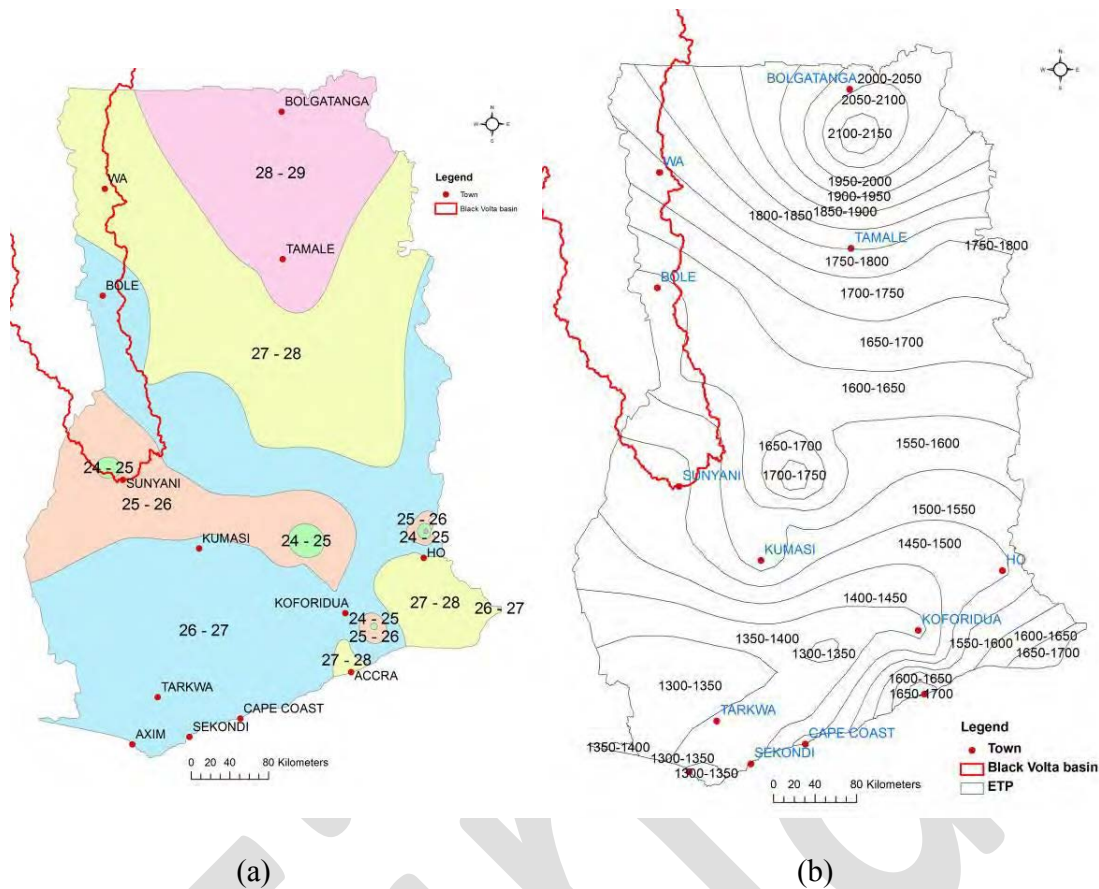 BOLGATANGA
28 - 29
WA
TAMALE
BOLE
27 - 28
24 - 25
SUNYANI
25 - 26
KUMASI
24 - 25
25 - 26
24 - 25
HO
KOFORIDUA
27 - 28
26 - 27
24 - 25
25 - 26
26 - 27
27 - 28
ACCRA
TARKWA
CAPE COAST
SEKONDI
AXIM
0 20 40 80 Kilometers
N
W E
S
Legend
Town
Black Volta basin
(a)
BOLGATANGA
2000-2050
2050-2100
2100-2150
WA
1950-2000
1900-1950
1850-1900
1800-1850
TAMALE
1750-1800
1750-1800
BOLE
1700-1750
1650-1700
1600-1650
1650-1700
1550-1600
1700-1750
SUNYANI
1500-1550
KUMASI
1450-1500
HO
1400-1450
KOFORIDUA
1350-1400
1300-1350
1550-1600
1600-1650
1650-1700
1300-1350
1600-1650
1650-1700
TARKWA
CAPE COAST
1350-1400
1300-1350
SEKONDI
1300-1350
0 20 40 80 Kilometers
N
W E
S
Legend
Town
Black Volta basin
ETP
(b)